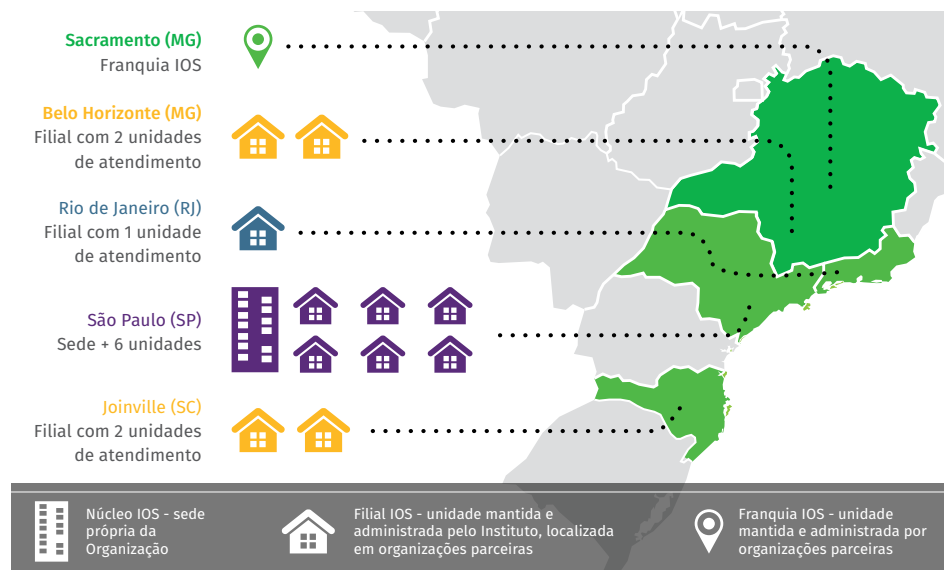 Sacramento (MG)
Franquia IOS
Belo Horizonte (MG)
Filial com 2 unidades
de atendimento
Rio de Janeiro (RJ)
Filial com 1 unidade
de atendimento
São Paulo (SP)
Sede + 6 unidades
Joinville (SC)
Filial com 2 unidades
de atendimento
Núcleo IOS - sede
própria da
Organização
Filial IOS - unidade mantida e
administrada pelo Instituto, localizada
em organizações parceiras
Franquia IOS - unidade
mantida e administrada por
organizações parceiras